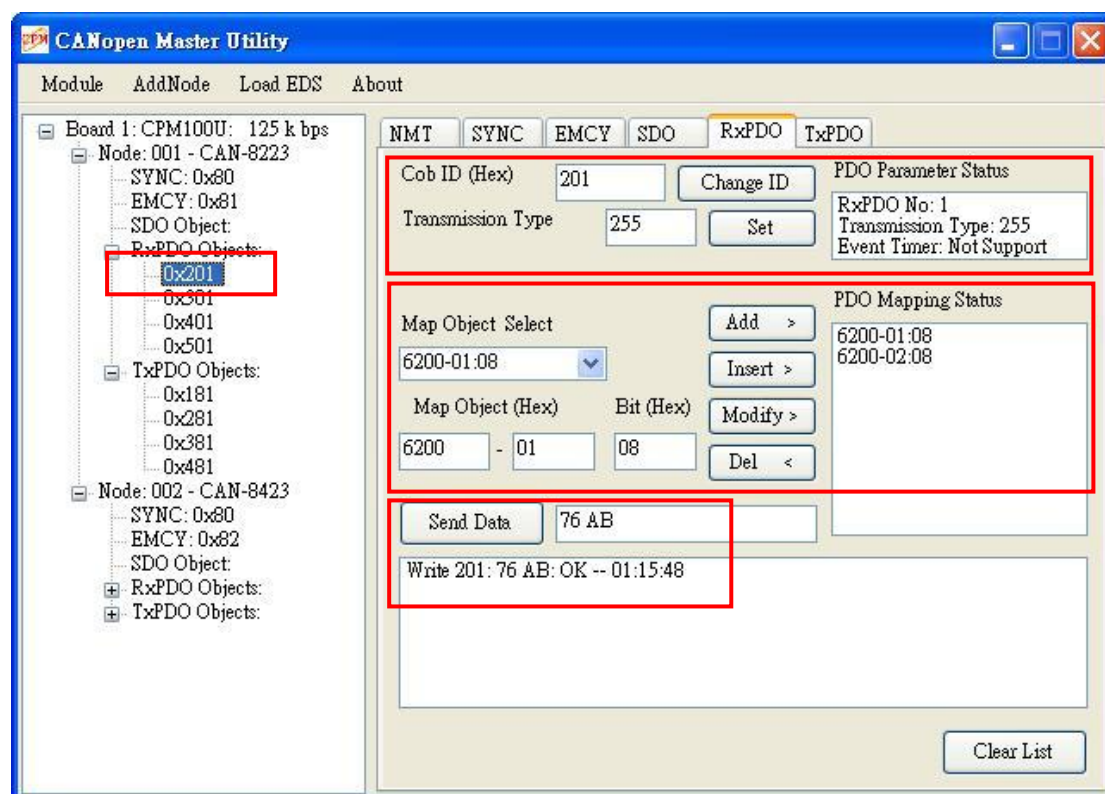 CPM CANopen Master Utility
Module AddNode Load EDS About
Board 1: CPM100U: 125 k bps
Node: 001 - CAN-8223
SYNC: 0x80
EMCY: 0x81
SDO Object:
RxPDO Objects:
0x201
0x301
0x401
0x501
TxPDO Objects:
0x181
0x281
0x381
0x481
Node: 002 - CAN-8423
SYNC: 0x80
EMCY: 0x82
SDO Object:
RxPDO Objects:
TxPDO Objects:
NMT SYNC EMCY SDO RxPDO TxPDO
Cob ID (Hex) 201 Change ID
Transmission Type 255 Set
PDO Parameter Status
RxPDO No: 1
Transmission Type: 255
Event Timer: Not Support
Map Object Select
6200-01:08
Map Object (Hex) Bit (Hex)
6200 - 01 08
Add >
Insert >
Modify >
Del <
PDO Mapping Status
6200-01:08
6200-02:08
Send Data 76 AB
Write 201: 76 AB: OK -- 01:15:48
Clear List